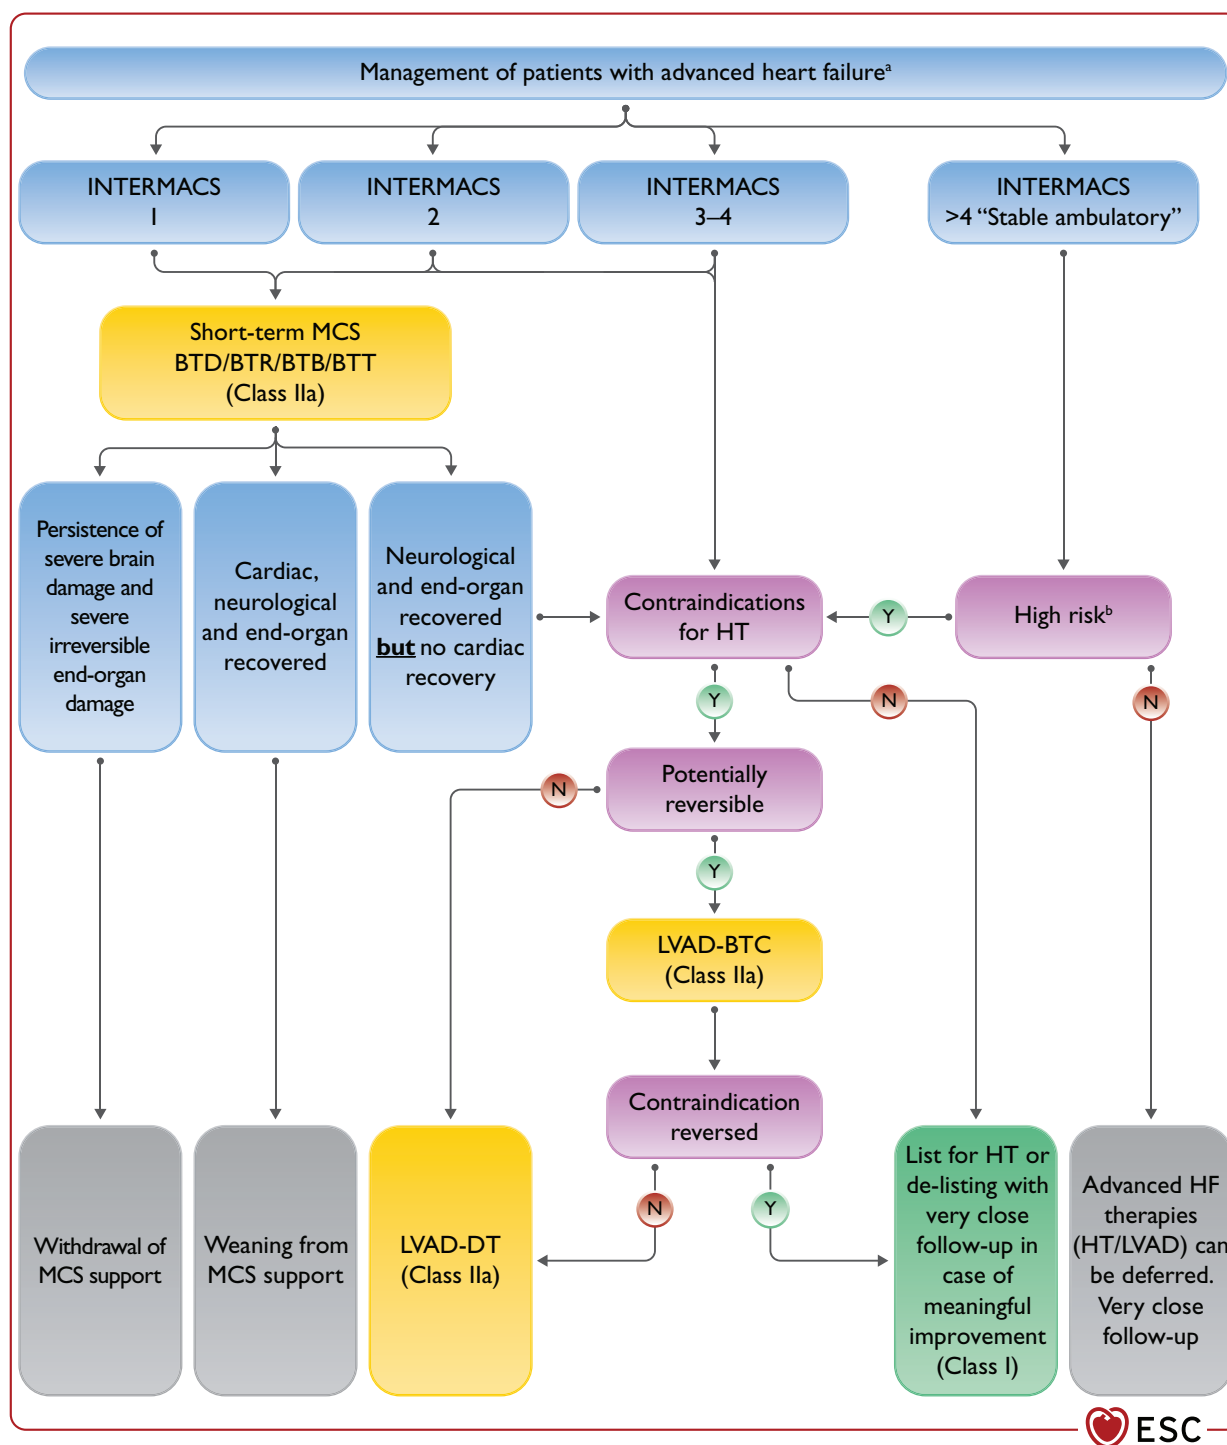 Management of patients with advanced heart failureᵃ
INTERMACS
1
INTERMACS
2
INTERMACS
3–4
INTERMACS
>4 “Stable ambulatory”
Short-term MCS
BTD/BTR/BTB/BTT
(Class IIa)
Persistence of
severe brain
damage and
severe
irreversible
end-organ
damage
Cardiac,
neurological
and end-organ
recovered
Neurological
and end-organ
recovered
but no cardiac
recovery
Contraindications
for HT
Y
High riskᵇ
Y
N
N
Potentially
reversible
N
Y
LVAD-BTC
(Class IIa)
Contraindication
reversed
N
Y
Withdrawal of
MCS support
Weaning from
MCS support
LVAD-DT
(Class IIa)
List for HT or
de-listing with
very close
follow-up in
case of
meaningful
improvement
(Class I)
Advanced HF
therapies
(HT/LVAD) can
be deferred.
Very close
follow-up
ESC